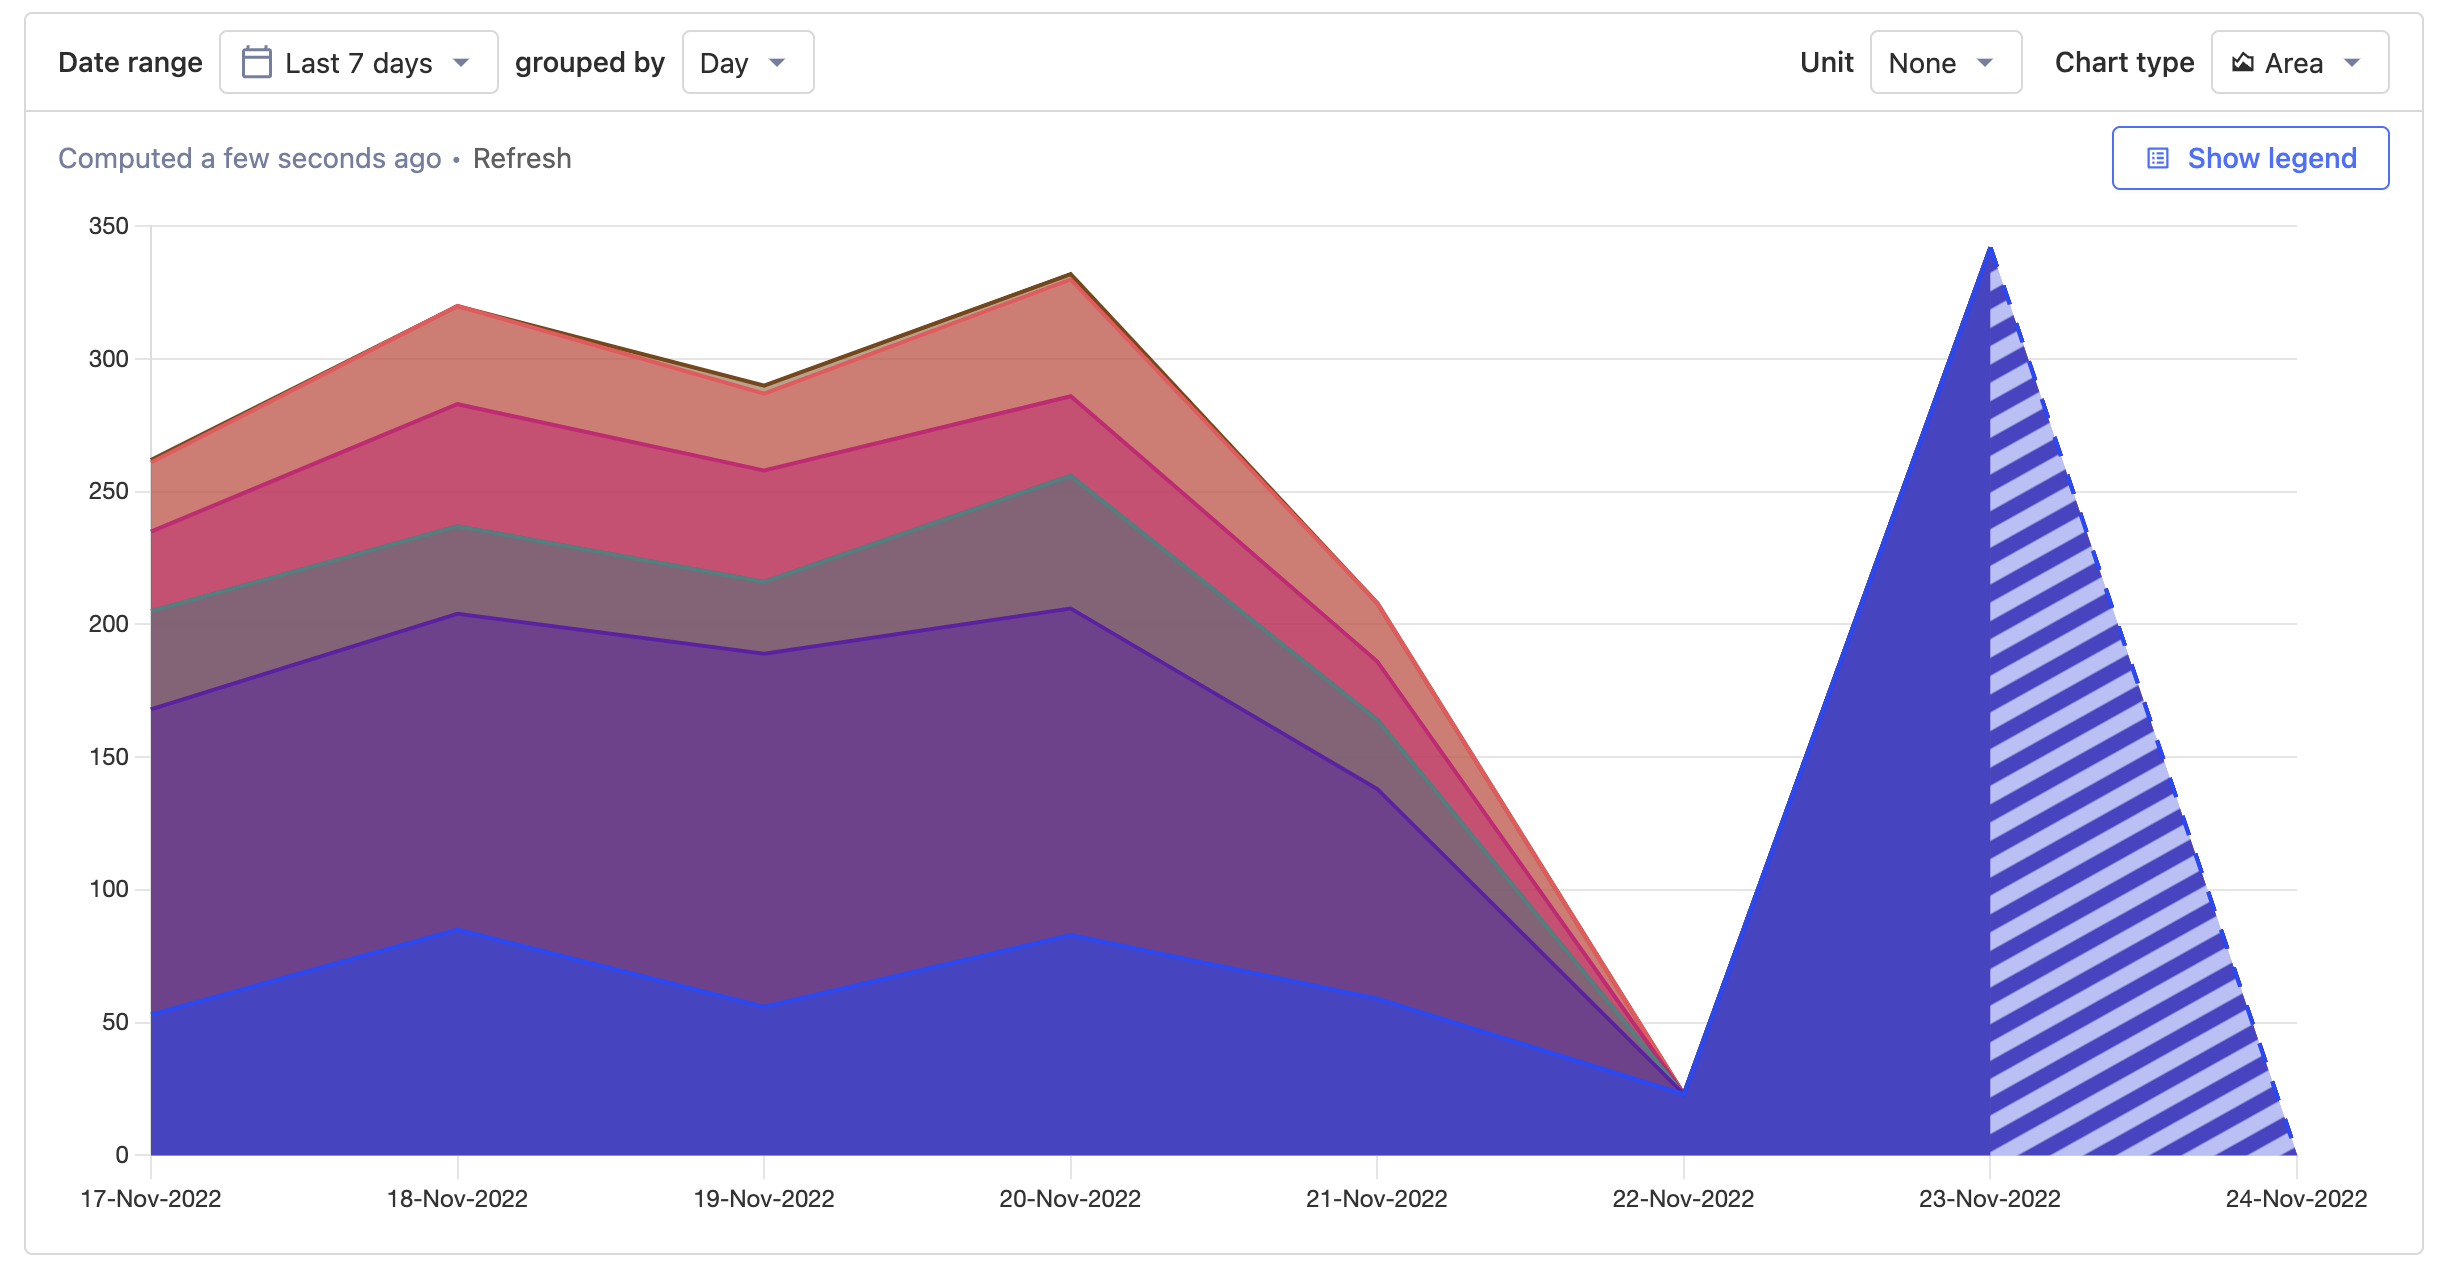 Date range Last 7 days grouped by Day Unit None Chart type Area
Computed a few seconds ago • Refresh Show legend
350
300
250
200
150
100
50
0
17-Nov-2022 18-Nov-2022 19-Nov-2022 20-Nov-2022 21-Nov-2022 22-Nov-2022 23-Nov-2022 24-Nov-2022